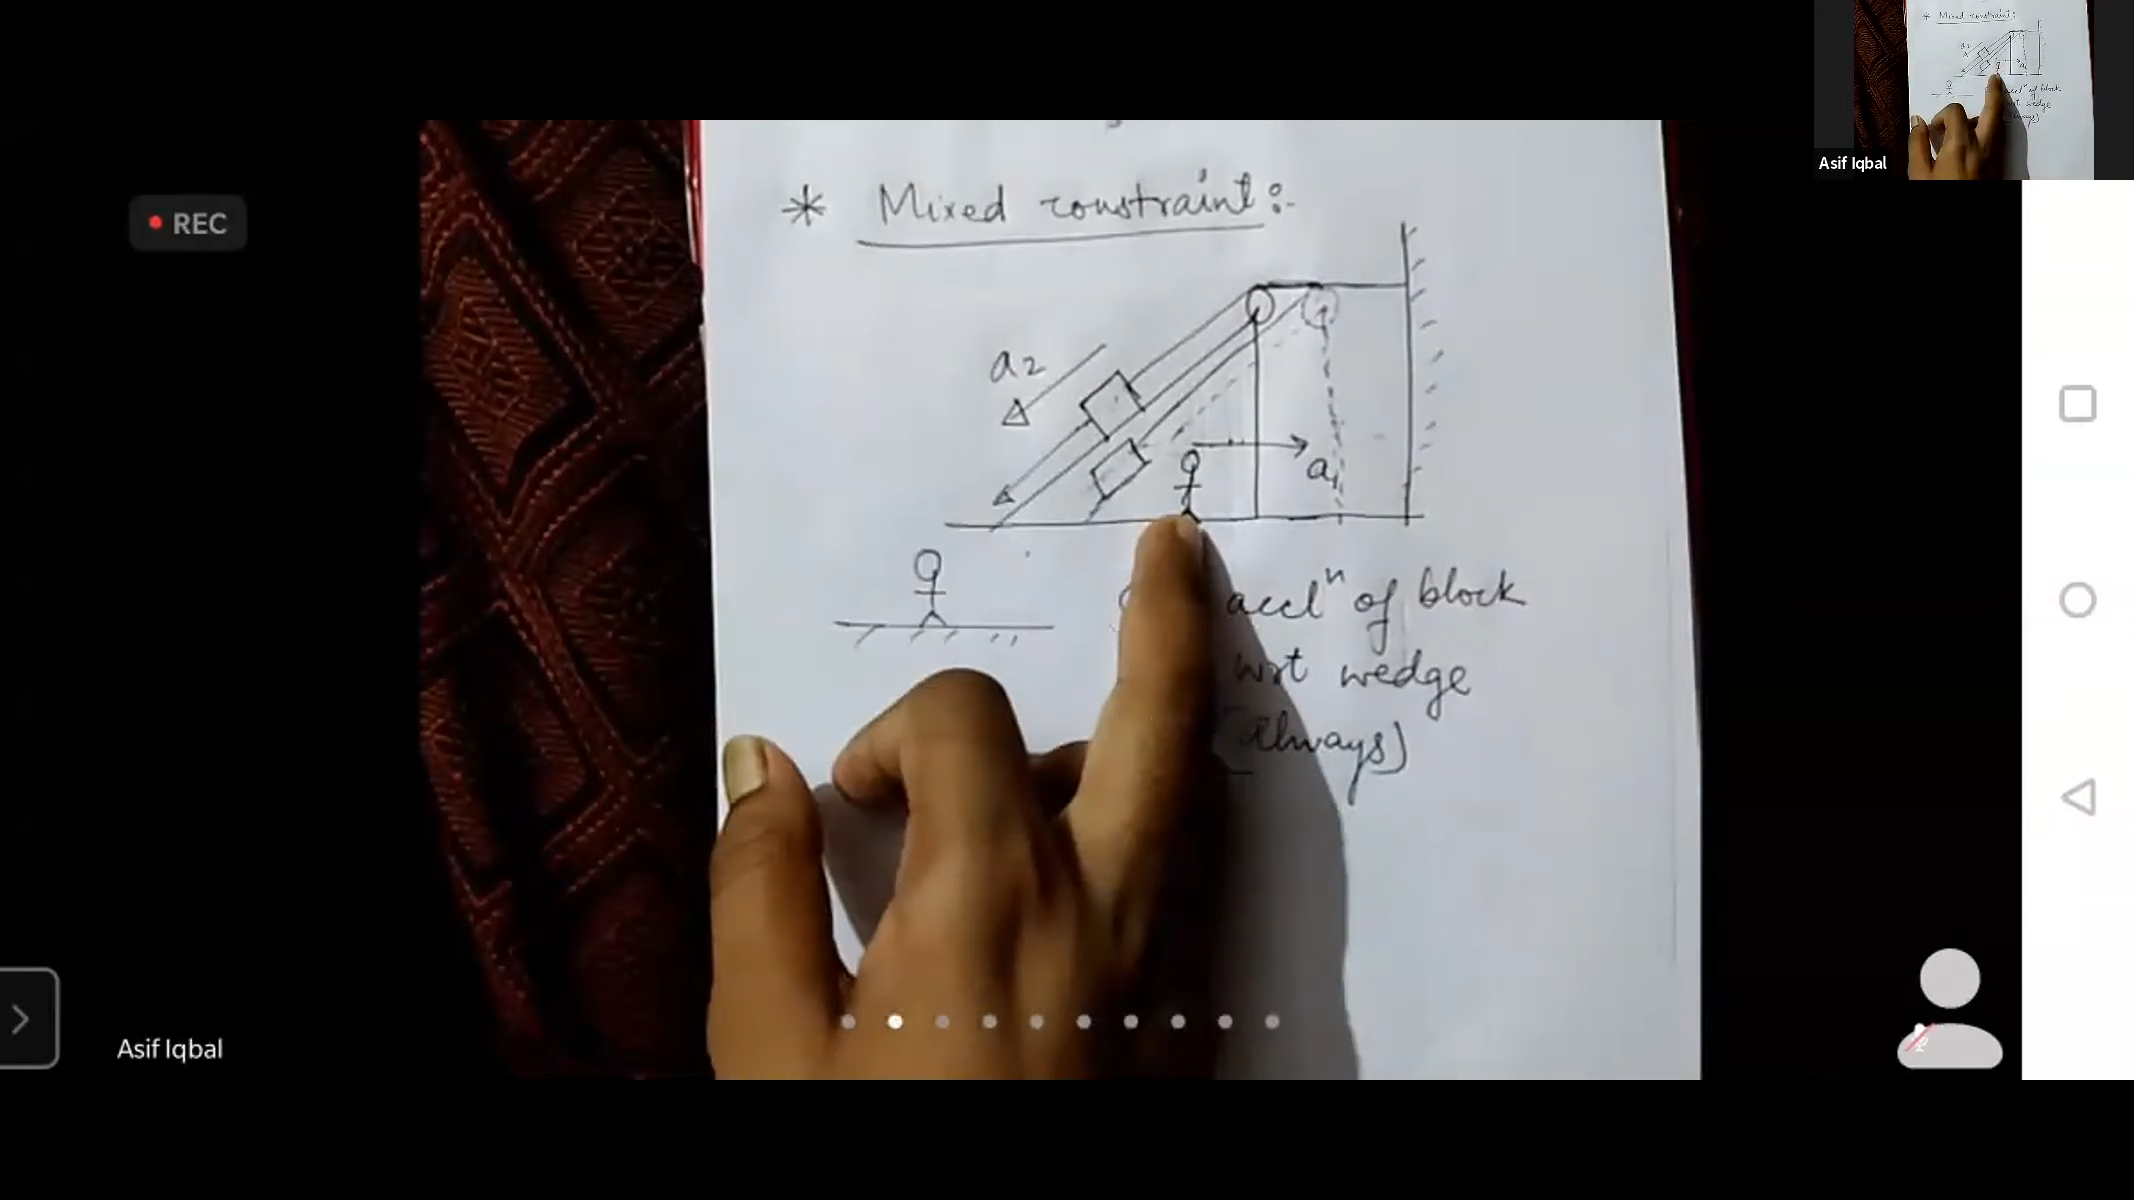 Asif Iqbal
REC
* Mixed constraint :-
a2
a1
accl^n of block
wrt wedge
(Always)
Asif Iqbal